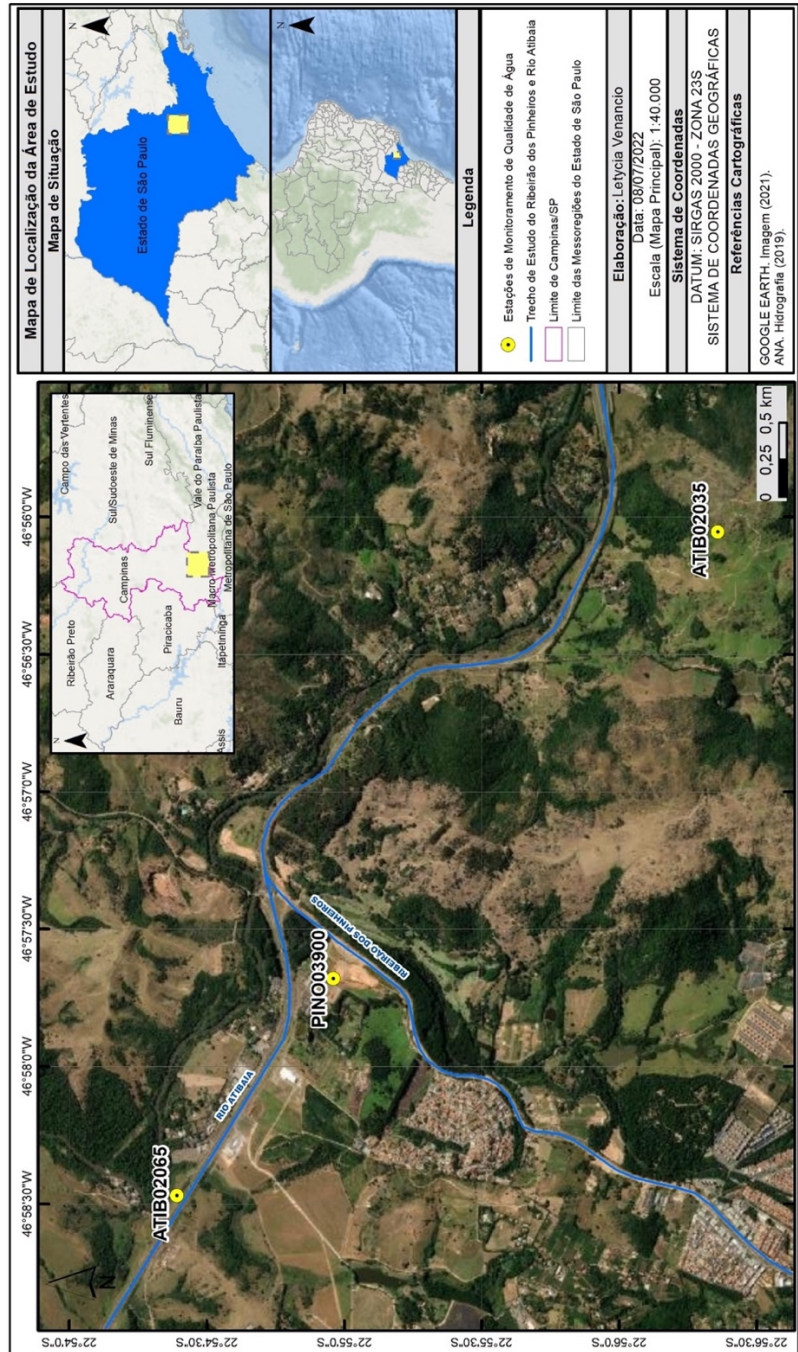 Mapa de Localização da Área de Estudo
Mapa de Situação
N
Estado de São Paulo
N
Legenda
Estações de Monitoramento de Qualidade de Água
Trecho de Estudo do Ribeirão dos Pinheiros e Rio Atibaia
Limite de Campinas/SP
Limite das Messoregiões do Estado de São Paulo
Elaboração: Letycia Venancio
Data: 08/07/2022
Escala (Mapa Principal): 1:40.000
Sistema de Coordenadas
DATUM: SIRGAS 2000 - ZONA 23S
SISTEMA DE COORDENADAS GEOGRÁFICAS
Referências Cartográficas
GOOGLE EARTH. Imagem (2021).
ANA. Hidrografia (2019).
46°58'30"W 46°58'0"W 46°57'30"W 46°57'0"W 46°56'30"W 46°56'0"W
22°54'0"S
22°54'30"S
22°55'0"S
22°55'30"S
22°56'0"S
22°56'30"S
N
ATIB02065
RIO ATIBAIA
PINO03900
RIBEIRÃO DOS PINHEIROS
ATIB02035
0 0,25 0,5 km
N
Ribeirão Preto
Campo das Vertentes
Araraquara
Campinas
Sul/Sudoeste de Minas
Bauru
Piracicaba
Sul Fluminense
Vale do Paraíba Paulista
Assis
Itapetininga
Macro Metropolitana Paulista
Metropolitana de São Paulo